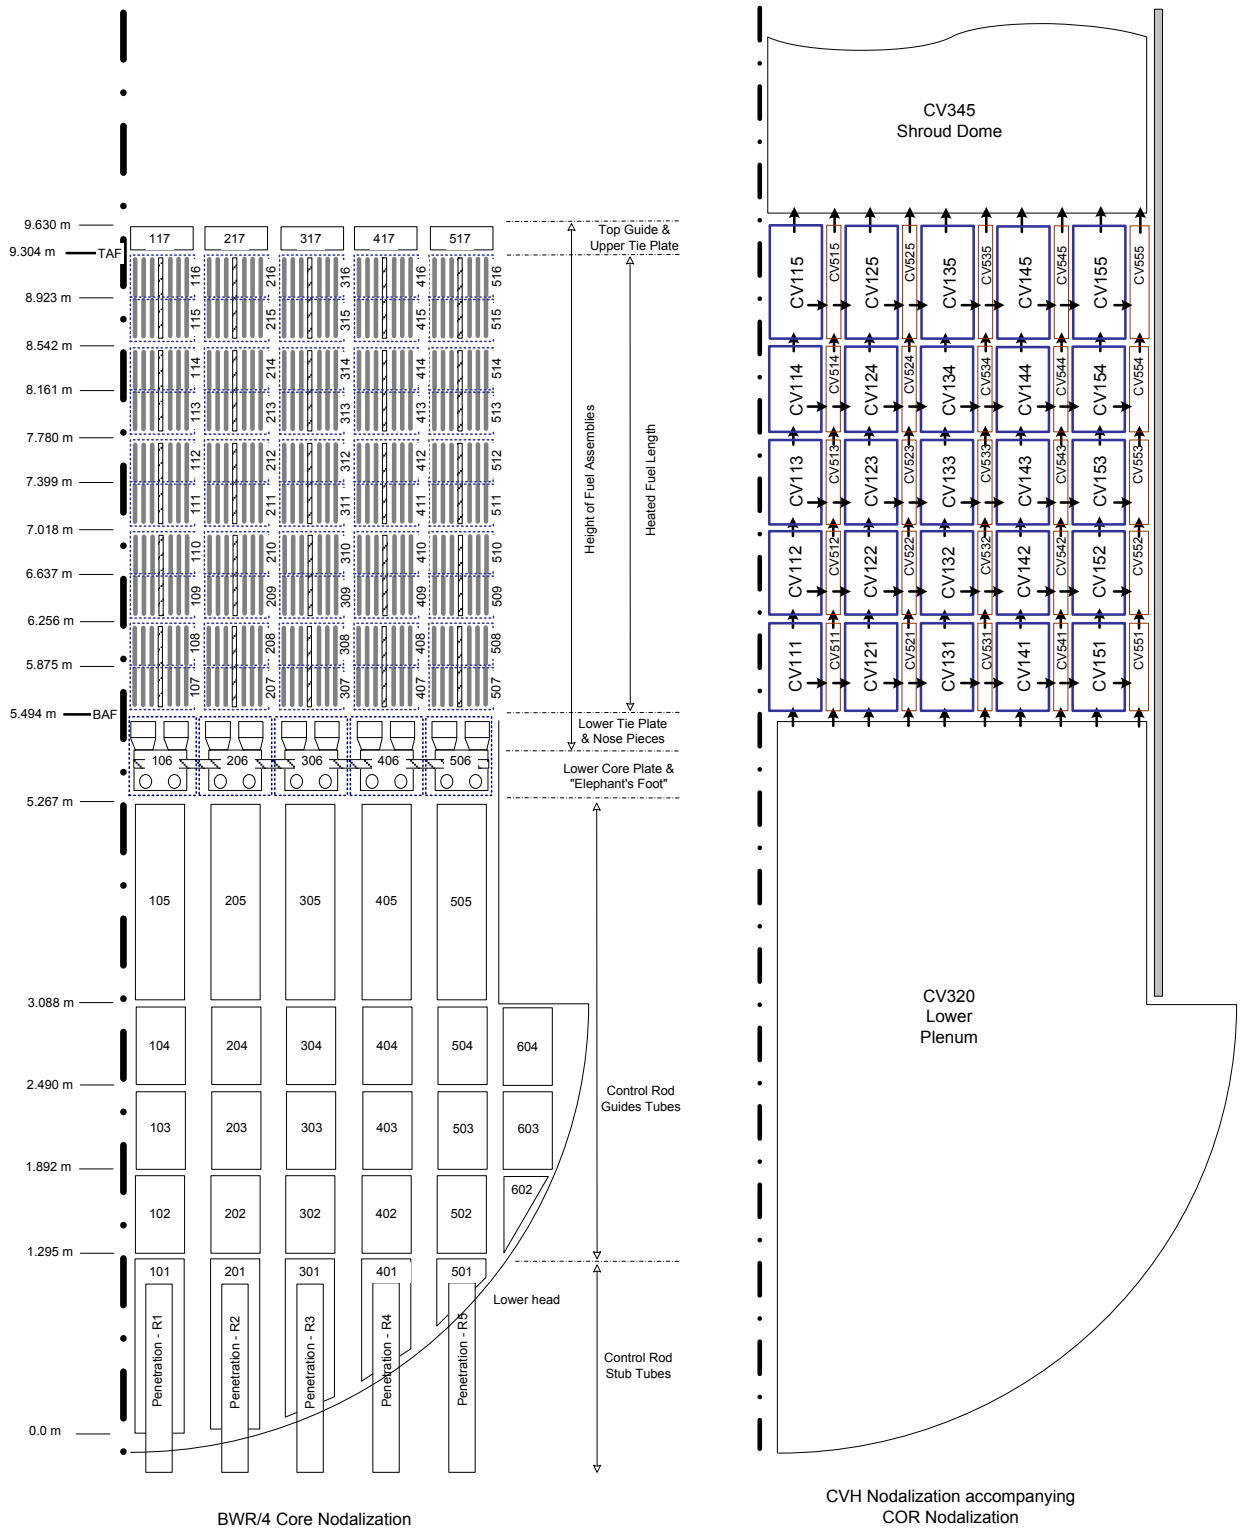 CV345
Shroud Dome
9.630 m
9.304 m
TAF
8.923 m
8.542 m
8.161 m
7.780 m
7.399 m
7.018 m
6.637 m
6.256 m
5.875 m
5.494 m
BAF
5.267 m
3.088 m
2.490 m
1.892 m
1.295 m
0.0 m
117 217 317 417 517
116 216 316 416 516
115 215 315 415 515
114 214 314 414 514
113 213 313 413 513
112 212 312 412 512
111 211 311 411 511
110 210 310 410 510
109 209 309 409 509
108 208 308 408 508
107 207 307 407 507
106 206 306 406 506
105 205 305 405 505
104 204 304 404 504 604
103 203 303 403 503 603
102 202 302 402 502 602
101 201 301 401 501
Penetration - R1
Penetration - R2
Penetration - R3
Penetration - R4
Penetration - R5
Top Guide &
Upper Tie Plate
Height of Fuel Assemblies
Heated Fuel Length
Lower Tie Plate
& Nose Pieces
Lower Core Plate &
"Elephant's Foot"
Control Rod
Guides Tubes
Lower head
Control Rod
Stub Tubes
CV115 CV515 CV125 CV525 CV135 CV535 CV145 CV545 CV155 CV555
CV114 CV514 CV124 CV524 CV134 CV534 CV144 CV544 CV154 CV554
CV113 CV513 CV123 CV523 CV133 CV533 CV143 CV543 CV153 CV553
CV112 CV512 CV122 CV522 CV132 CV532 CV142 CV542 CV152 CV552
CV111 CV511 CV121 CV521 CV131 CV531 CV141 CV541 CV151 CV551
CV320
Lower
Plenum
BWR/4 Core Nodalization
CVH Nodalization accompanying
COR Nodalization